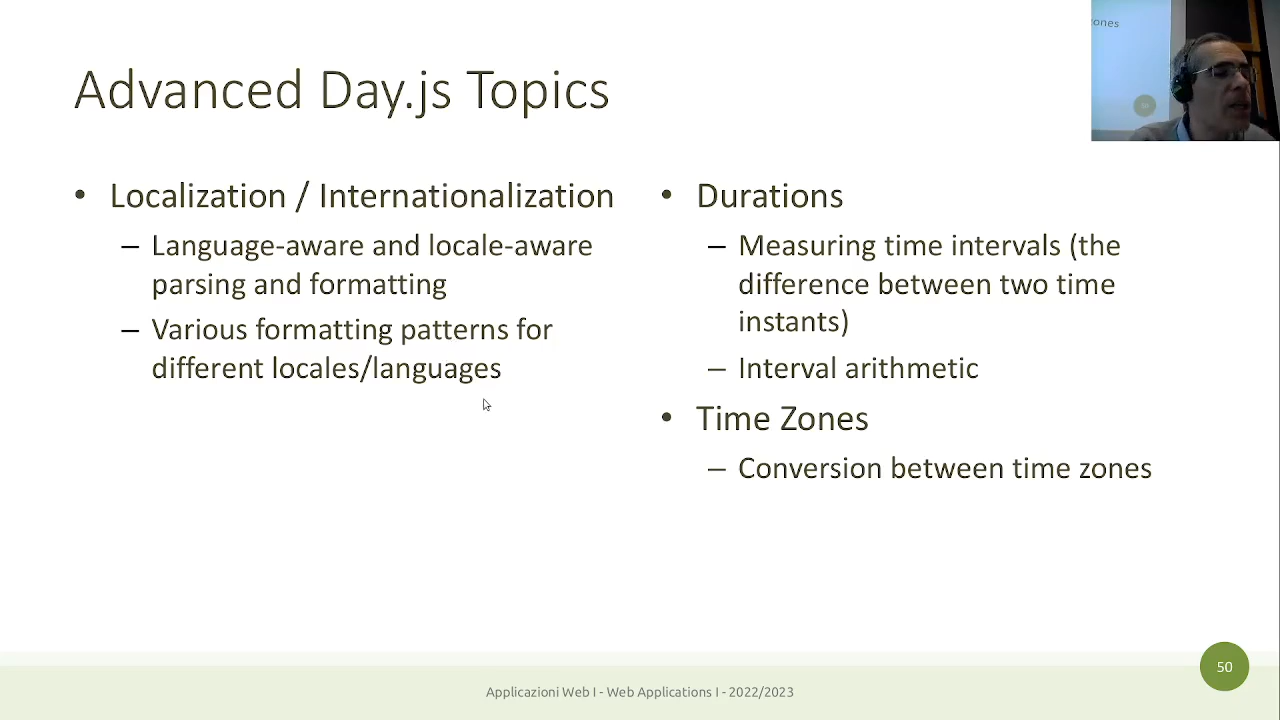 Advanced Day.js Topics
• Localization / Internationalization
– Language-aware and locale-aware
parsing and formatting
– Various formatting patterns for
different locales/languages
• Durations
– Measuring time intervals (the
difference between two time
instants)
– Interval arithmetic
• Time Zones
– Conversion between time zones
50
Applicazioni Web I - Web Applications I - 2022/2023